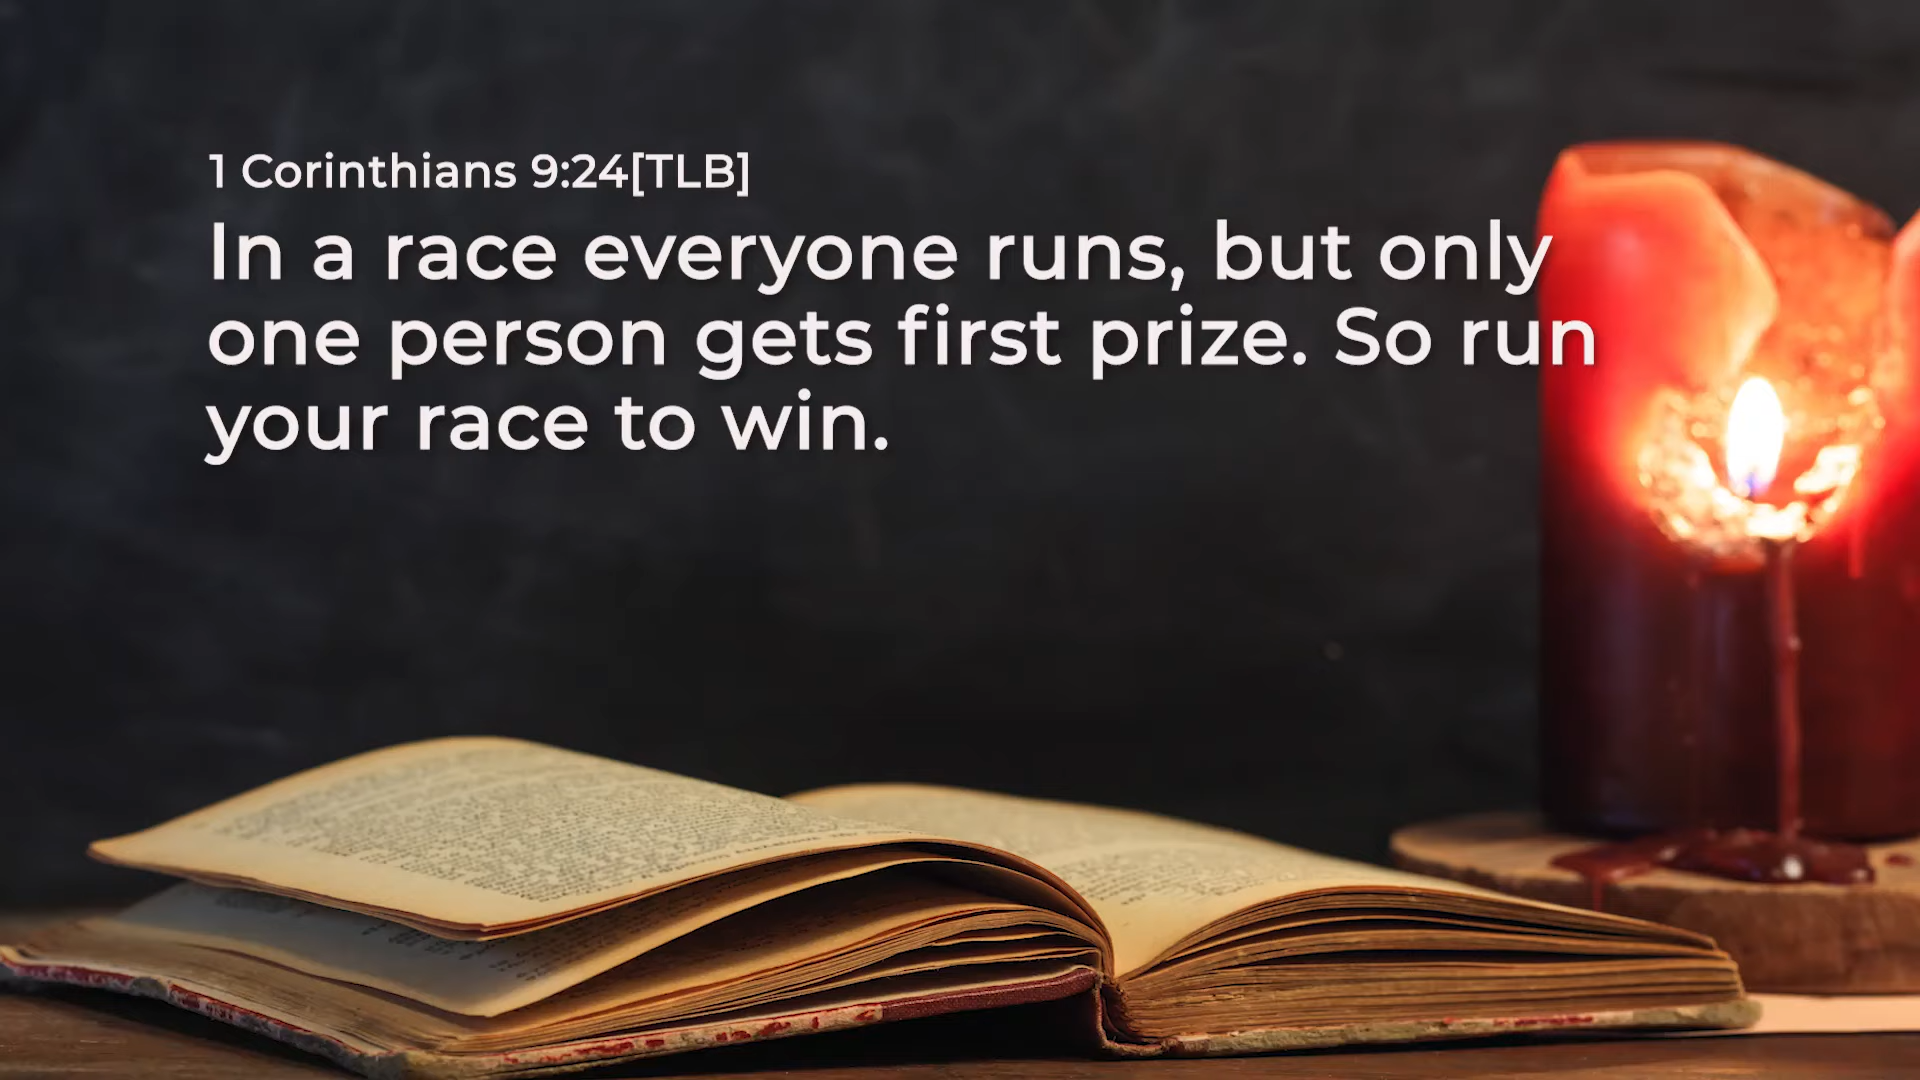 1 Corinthians 9:24[TLB]
In a race everyone runs, but only
one person gets first prize. So run
your race to win.